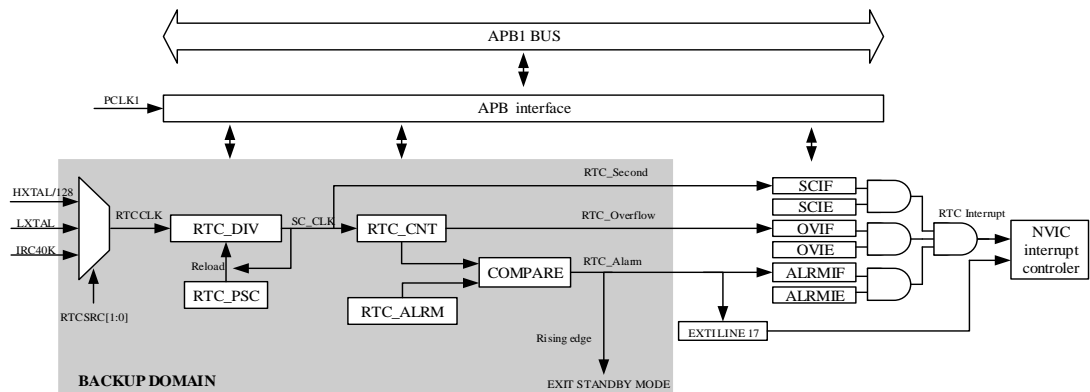 APB1 BUS
PCLK1
APB interface
HXTAL/128
LXTAL
IRC40K
RTCCLK
RTC_DIV
SC_CLK
RTC_CNT
RTC_Second
RTC_Overflow
RTC_Alarm
Reload
RTC_PSC
COMPARE
RTC_ALRM
RTCSRC[1:0]
Rising edge
BACKUP DOMAIN
EXIT STANDBY MODE
SCIF
SCIE
OVIF
OVIE
ALRMIF
ALRMIE
EXTI LINE 17
RTC Interrupt
NVIC
interrupt
controler